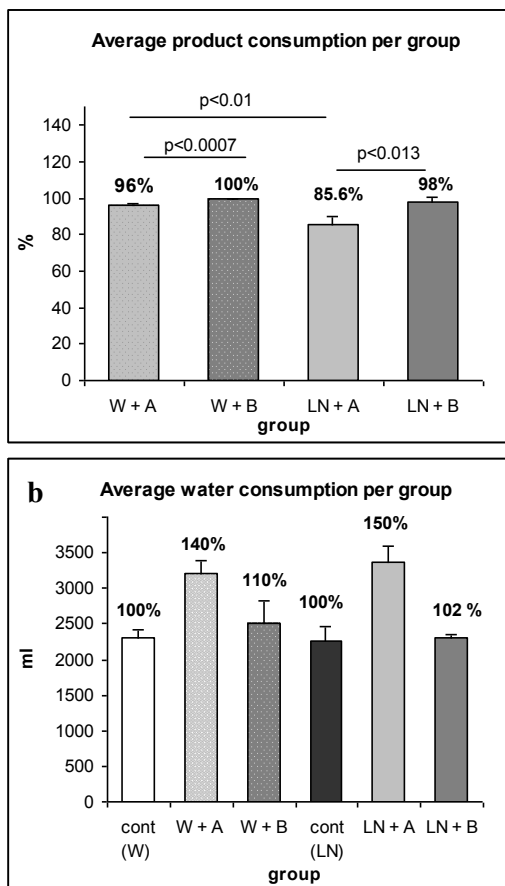 Average product consumption per group
p<0.01
p<0.0007
p<0.013
96%
100%
85.6%
98%
140
120
100
80
60
40
20
0
%
W + A
W + B
LN + A
LN + B
group
b
Average water consumption per group
140%
150%
100%
110%
100%
102 %
3500
3000
2500
2000
1500
1000
500
0
ml
cont
(W)
W + A
W + B
cont
(LN)
LN + A
LN + B
group